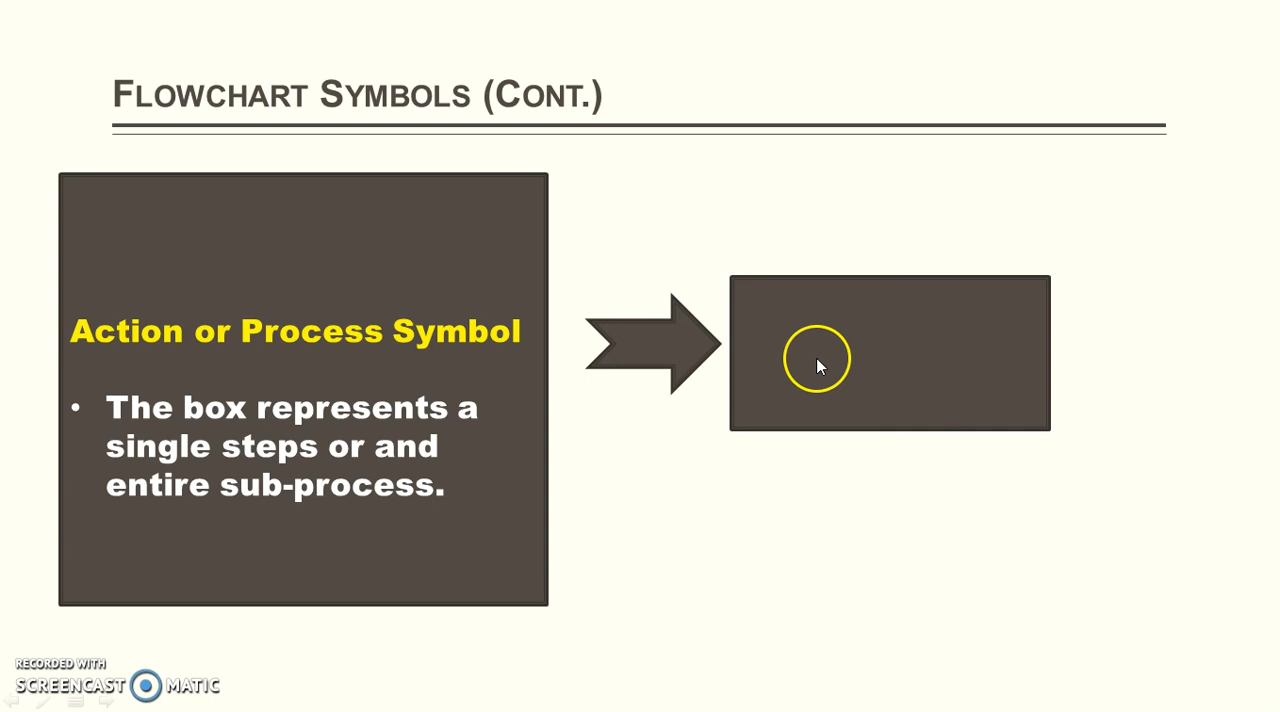 FLOWCHART SYMBOLS (CONT.)
Action or Process Symbol
• The box represents a
single steps or and
entire sub-process.
RECORDED WITH
SCREENCAST MATIC